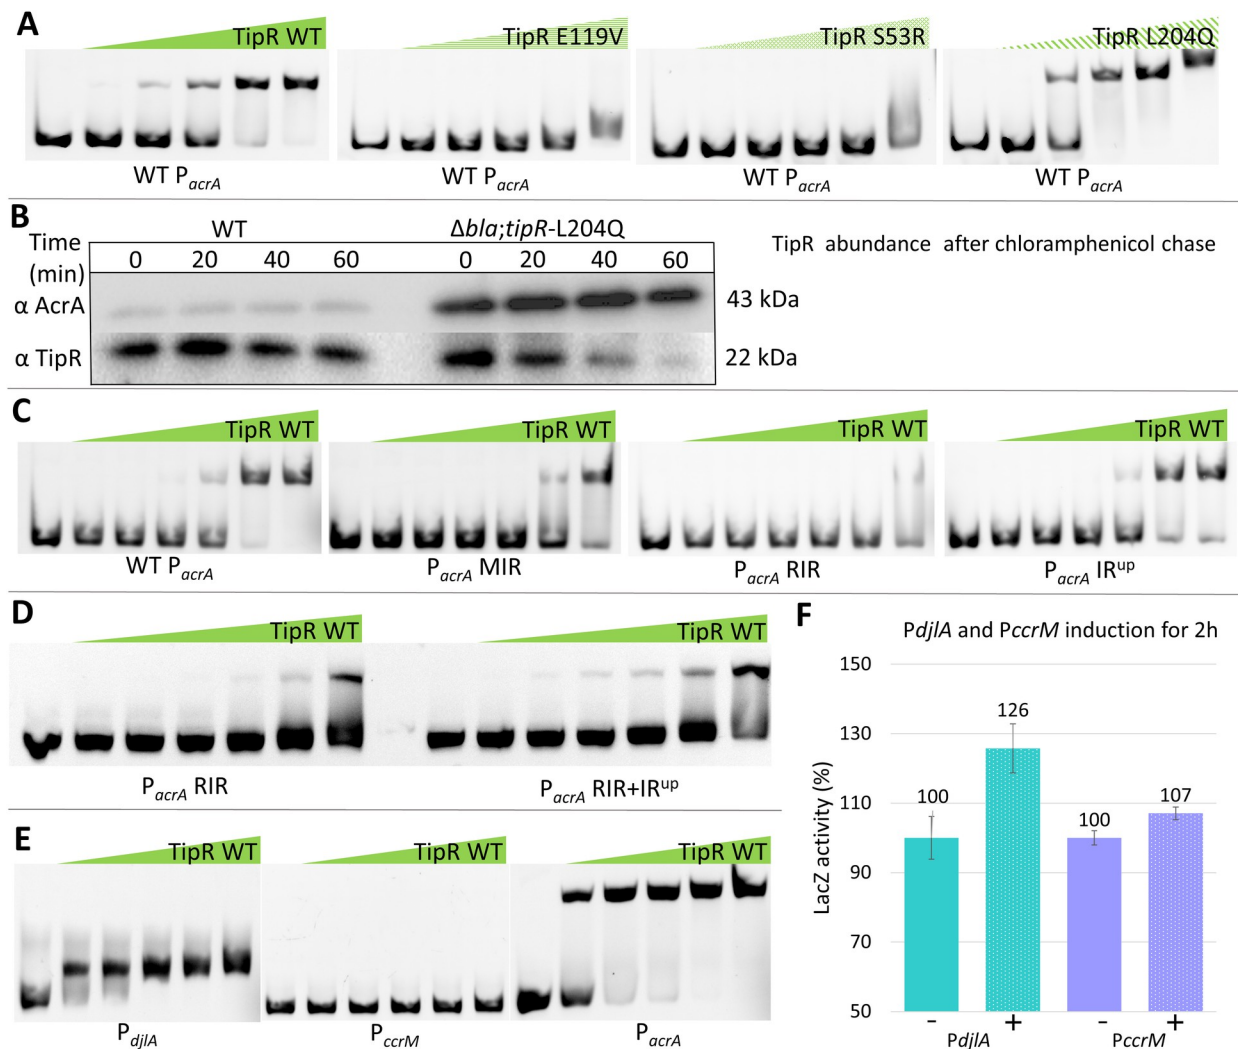 A
TipR WT
TipR E119V
TipR S53R
TipR L204Q
WT PacrA
WT PacrA
WT PacrA
WT PacrA
B
WT
Δbla;tipR-L204Q
TipR abundance after chloramphenicol chase
Time
(min)
0 20 40 60 0 20 40 60
α AcrA
43 kDa
α TipR
22 kDa
C
TipR WT
TipR WT
TipR WT
TipR WT
WT PacrA
PacrA MIR
PacrA RIR
PacrA IRup
D
TipR WT
TipR WT
PacrA RIR
PacrA RIR+IRup
E
TipR WT
TipR WT
TipR WT
PdjlA
PccrM
PacrA
F
PdjlA and PccrM induction for 2h
LacZ activity (%)
150
130
110
90
70
50
100
126
100
107
- + - +
PdjlA PccrM